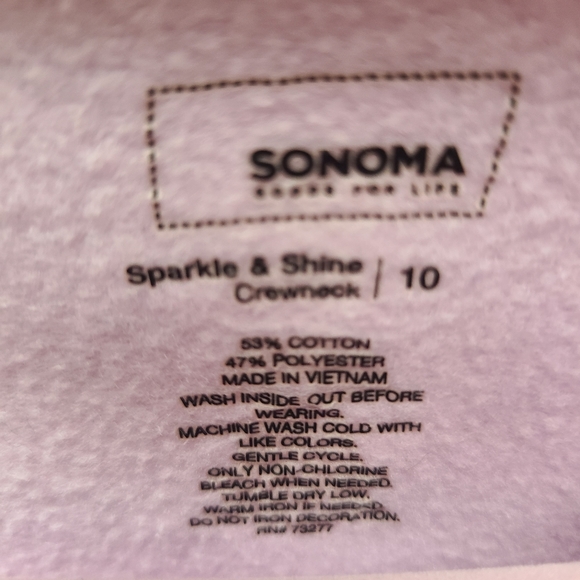 SONOMA
GOODS FOR LIFE
Sparkle & Shine | 10
Crewneck
53% COTTON
47% POLYESTER
MADE IN VIETNAM
WASH INSIDE OUT BEFORE
WEARING.
MACHINE WASH COLD WITH
LIKE COLORS.
GENTLE CYCLE.
ONLY NON-CHLORINE
BLEACH WHEN NEEDED.
TUMBLE DRY LOW.
WARM IRON IF NEEDED.
DO NOT IRON DECORATION.
RN# 73277